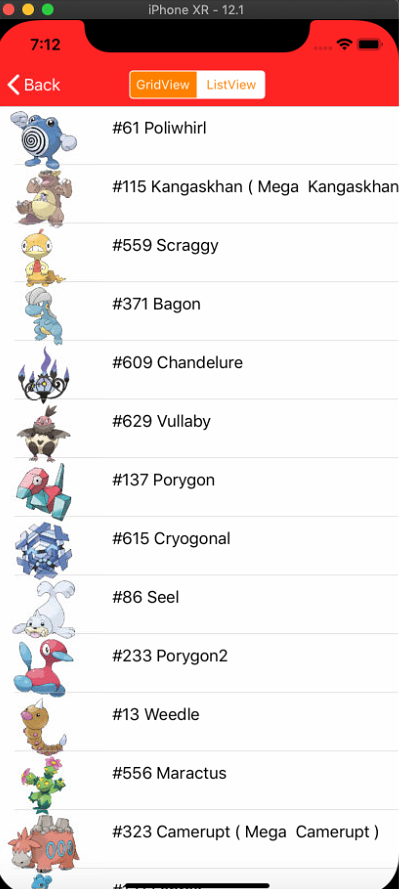 iPhone XR - 12.1
7:12
Back
GridView
ListView
#61 Poliwhirl
#115 Kangaskhan ( Mega  Kangaskhan
#559 Scraggy
#371 Bagon
#609 Chandelure
#629 Vullaby
#137 Porygon
#615 Cryogonal
#86 Seel
#233 Porygon2
#13 Weedle
#556 Maractus
#323 Camerupt ( Mega  Camerupt )